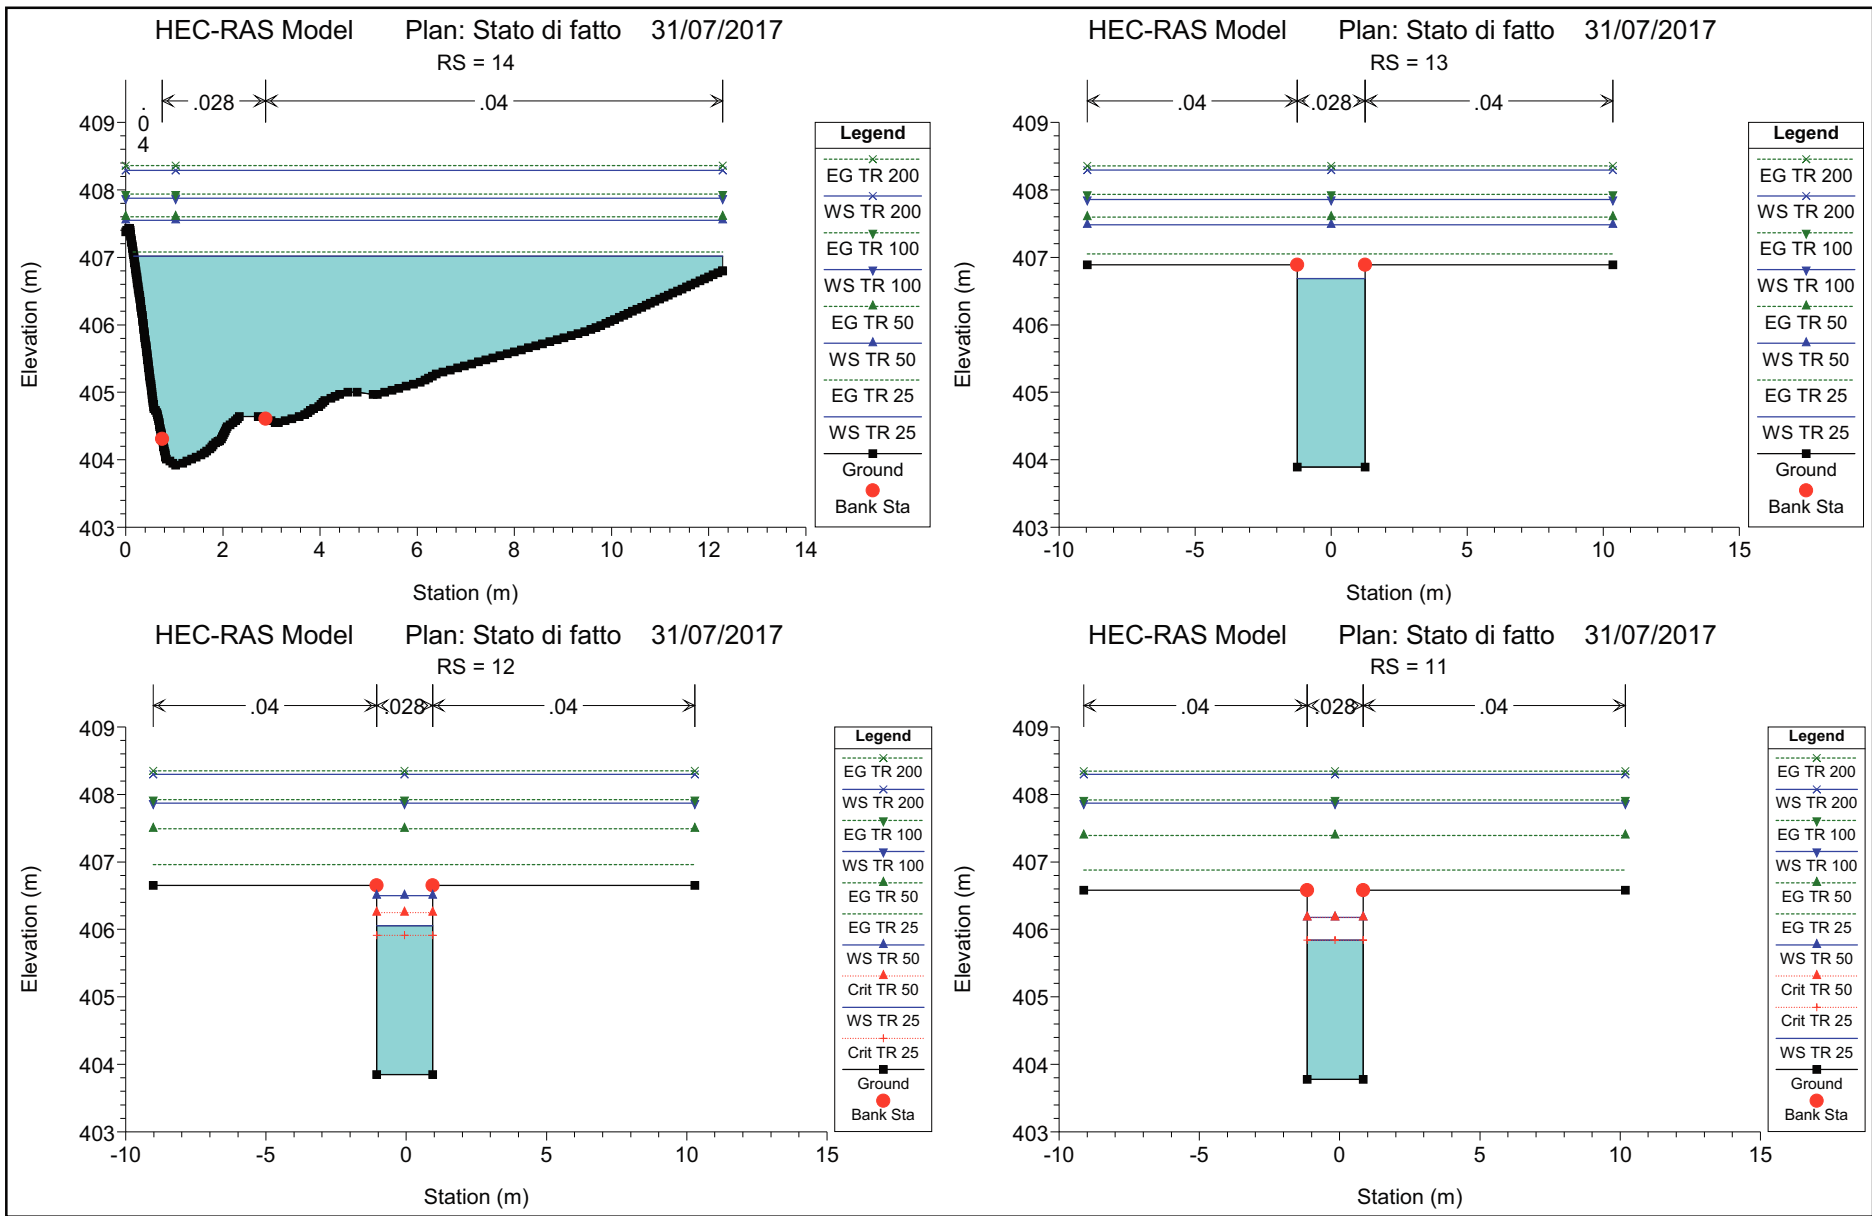 HEC-RAS Model Plan: Stato di fatto 31/07/2017
RS = 14
.04
.028
.04
409
408
407
406
405
404
403
0 2 4 6 8 10 12 14
Station (m)
Elevation (m)
Legend
EG TR 200
WS TR 200
EG TR 100
WS TR 100
EG TR 50
WS TR 50
EG TR 25
WS TR 25
Ground
Bank Sta
HEC-RAS Model Plan: Stato di fatto 31/07/2017
RS = 13
.04
.028
.04
409
408
407
406
405
404
403
-10 -5 0 5 10 15
Station (m)
Elevation (m)
Legend
EG TR 200
WS TR 200
EG TR 100
WS TR 100
EG TR 50
WS TR 50
EG TR 25
WS TR 25
Ground
Bank Sta
HEC-RAS Model Plan: Stato di fatto 31/07/2017
RS = 12
.04
.028
.04
409
408
407
406
405
404
403
-10 -5 0 5 10 15
Station (m)
Elevation (m)
Legend
EG TR 200
WS TR 200
EG TR 100
WS TR 100
EG TR 50
EG TR 25
WS TR 50
Crit TR 50
WS TR 25
Crit TR 25
Ground
Bank Sta
HEC-RAS Model Plan: Stato di fatto 31/07/2017
RS = 11
.04
.028
.04
409
408
407
406
405
404
403
-10 -5 0 5 10 15
Station (m)
Elevation (m)
Legend
EG TR 200
WS TR 200
EG TR 100
WS TR 100
EG TR 50
EG TR 25
WS TR 50
Crit TR 50
Crit TR 25
WS TR 25
Ground
Bank Sta